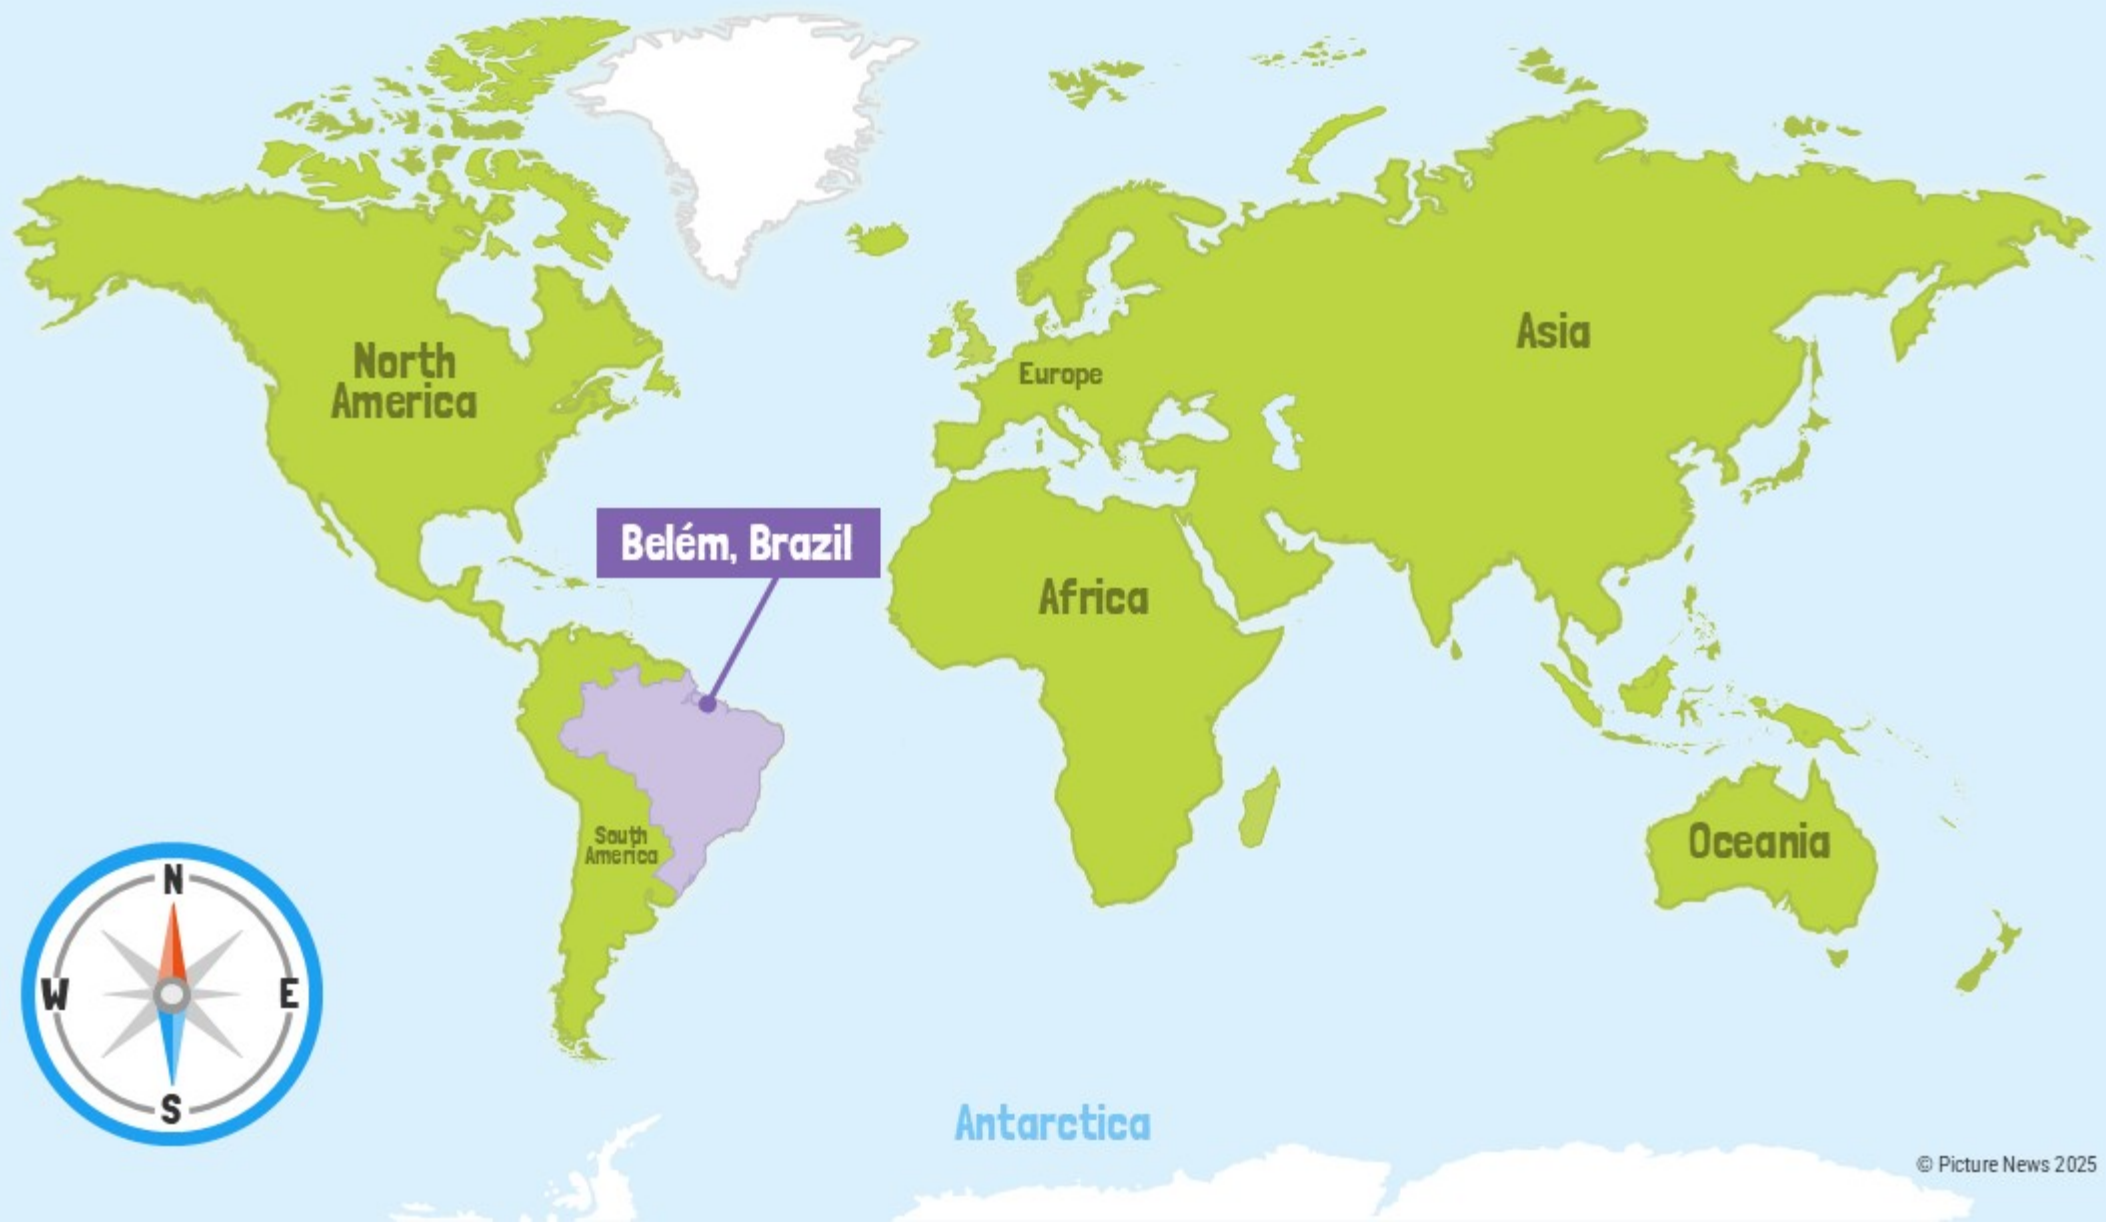 North
America
Europe
Asia
Belém, Brazil
Africa
South
America
Oceania
N
W
E
S
Antarctica
© Picture News 2025